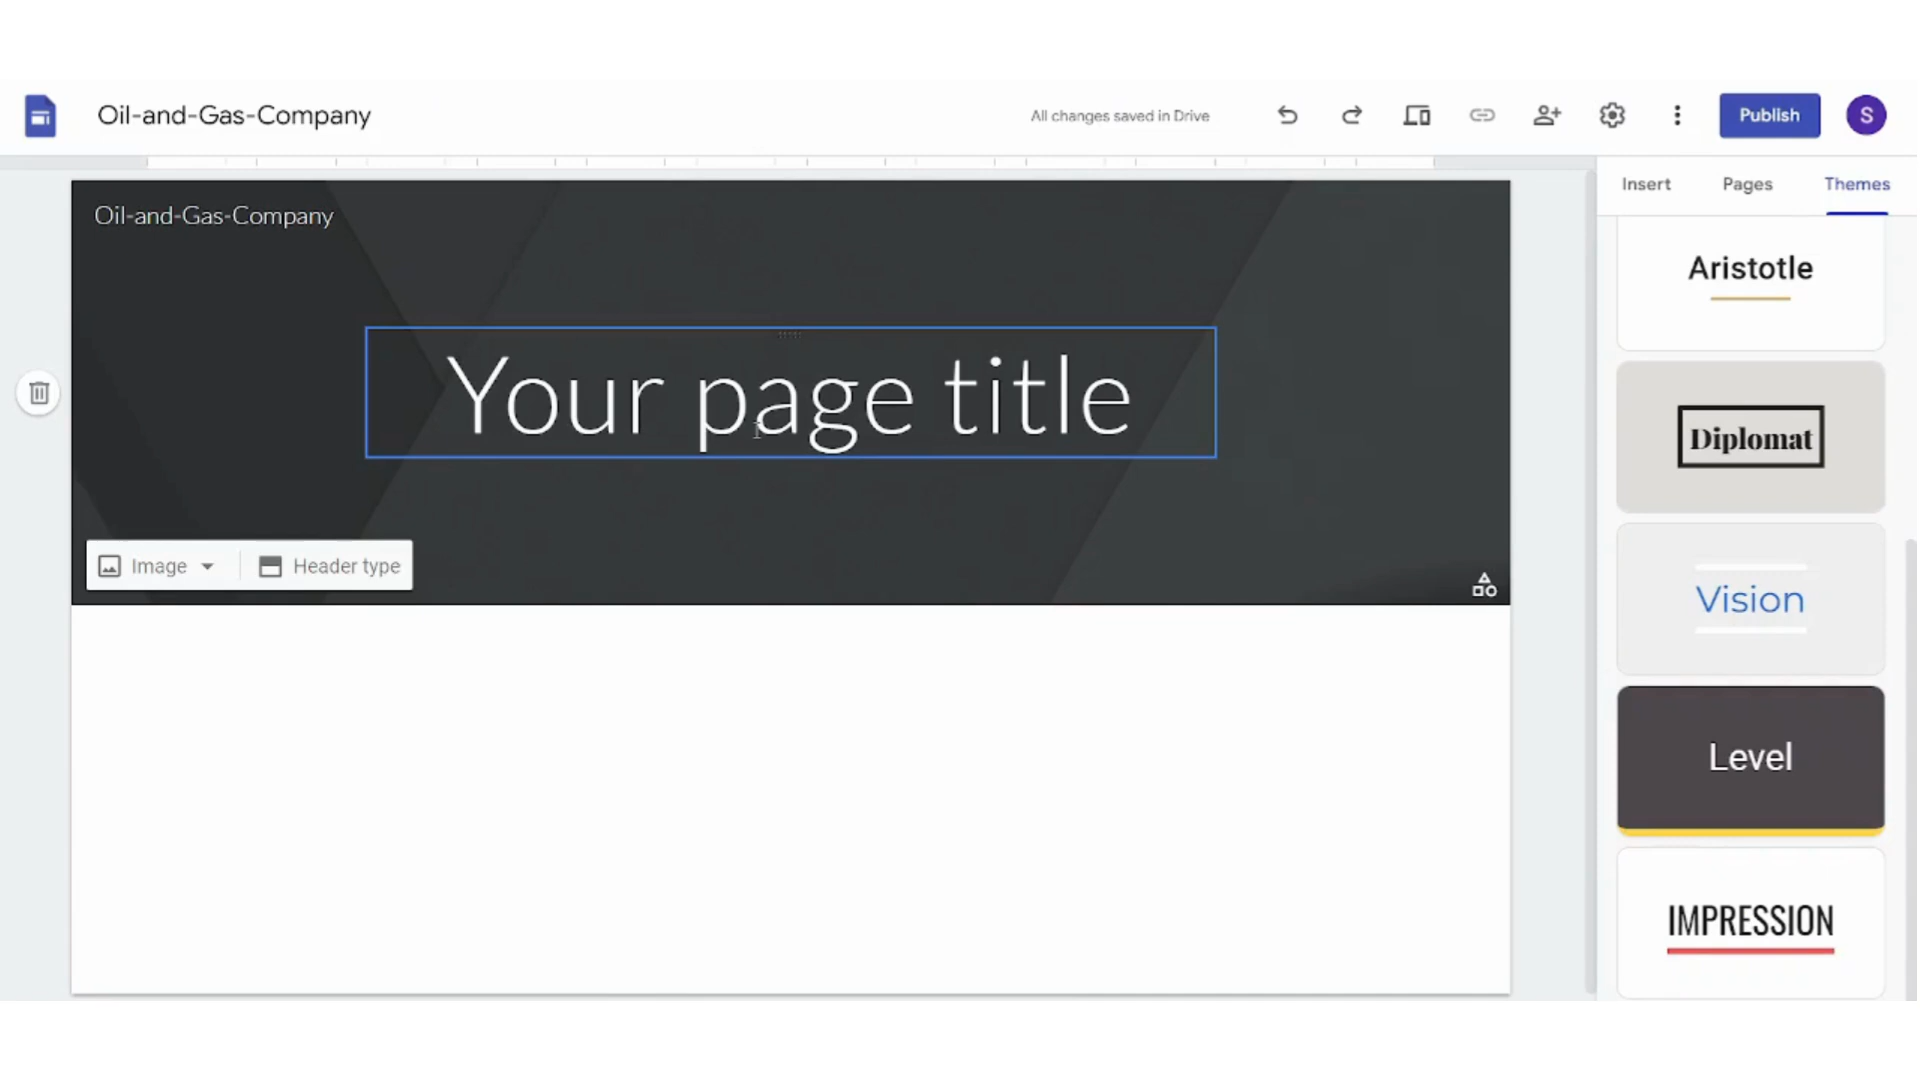 Oil-and-Gas-Company
All changes saved in Drive
Publish
S
Insert
Pages
Themes
Oil-and-Gas-Company
Your page title
Image
Header type
Aristotle
Diplomat
Vision
Level
IMPRESSION